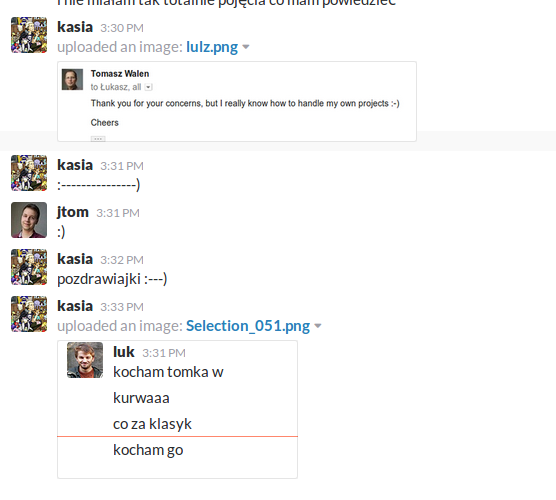 i nie miałam tak totalnie pojęcia co mam powiedzieć
kasia 3:30 PM
uploaded an image: lulz.png
Tomasz Walen
to Łukasz, all
Thank you for your concerns, but I really know how to handle my own projects :-)
Cheers
kasia 3:31 PM
:---------------)
jtom 3:31 PM
:)
kasia 3:32 PM
pozdrawiajki :---)
kasia 3:33 PM
uploaded an image: Selection_051.png
luk 3:31 PM
kocham tomka w
kurwaaa
co za klasyk
kocham go